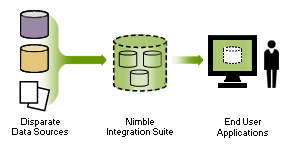 Disparate
Data Sources
Nimble
Integration Suite
End User
Applications